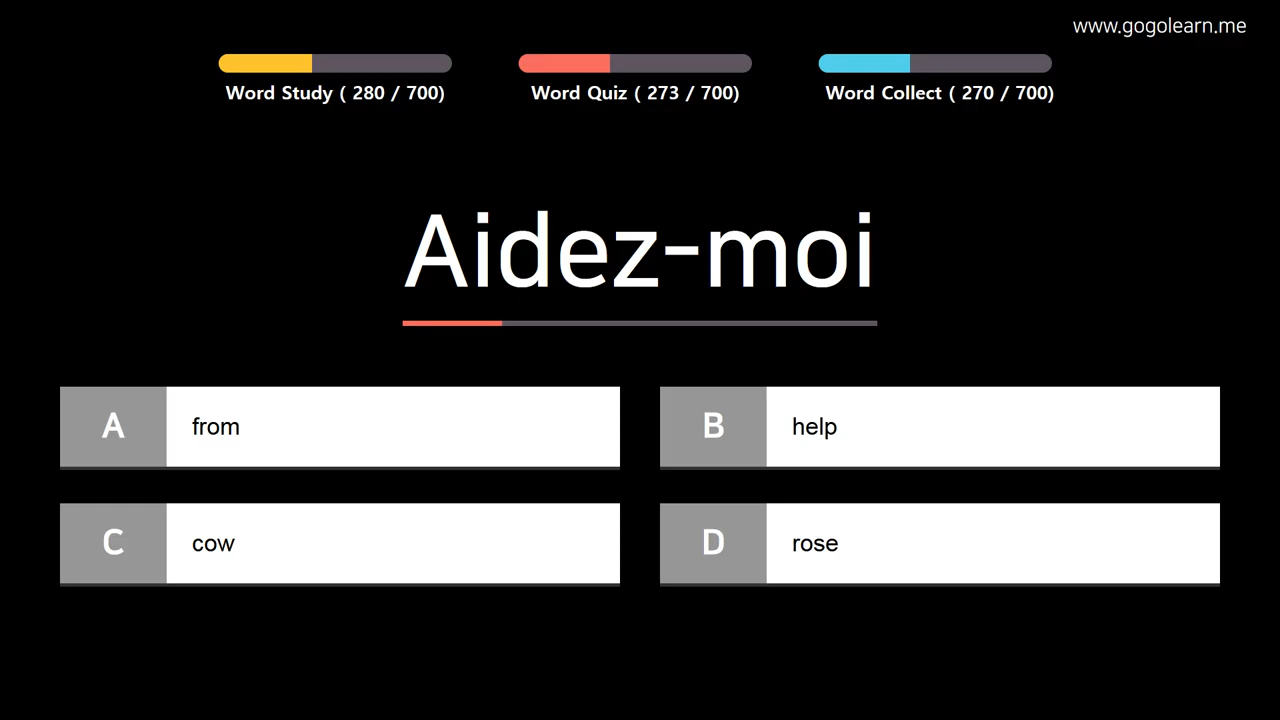 www.gogolearn.me
Word Study ( 280 / 700)
Word Quiz ( 273 / 700)
Word Collect ( 270 / 700)
Aidez-moi
A
from
B
help
C
cow
D
rose